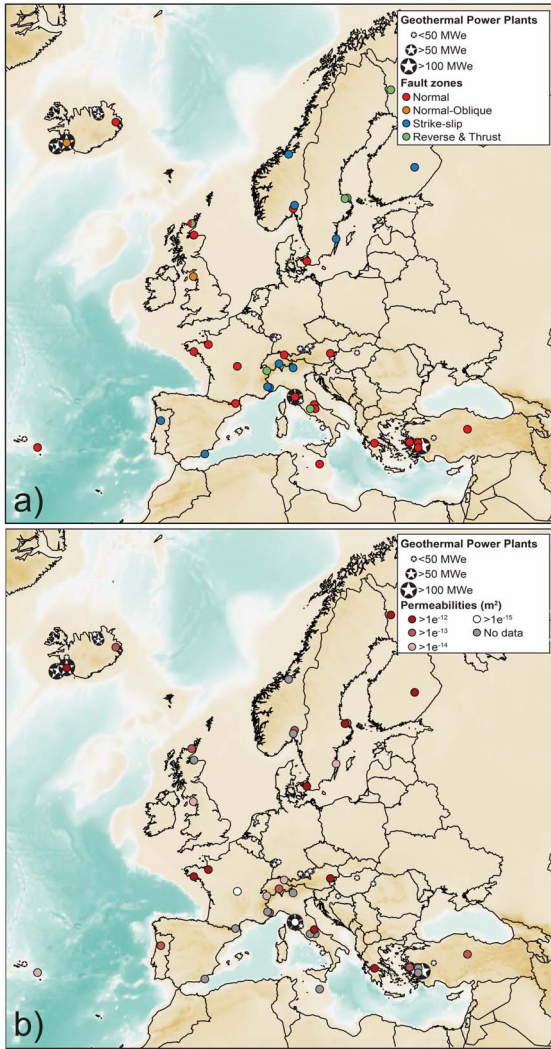 Geothermal Power Plants
<50 MWe
>50 MWe
>100 MWe
Fault zones
Normal
Normal-Oblique
Strike-slip
Reverse & Thrust
a)
Geothermal Power Plants
<50 MWe
>50 MWe
>100 MWe
Permeabilities (m²)
>1e⁻¹² >1e⁻¹⁵
>1e⁻¹³ No data
>1e⁻¹⁴
b)